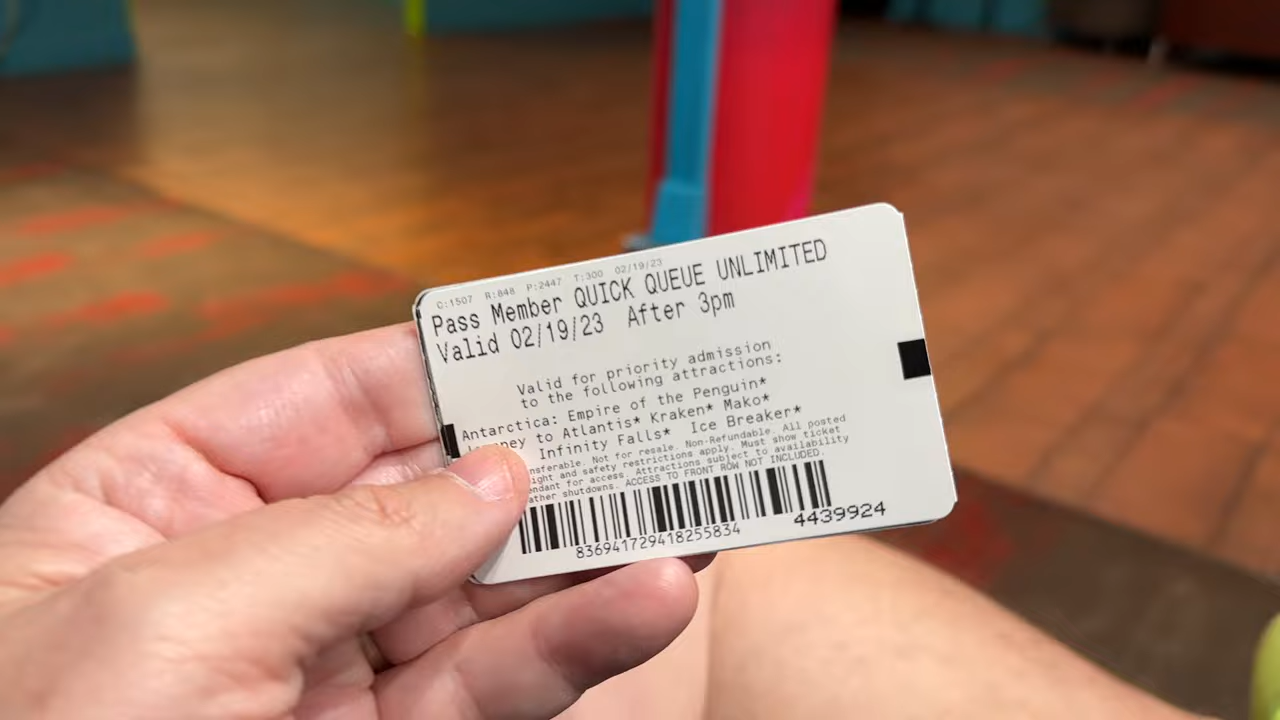 C:1507 R:848 P:2447 T:300 02/19/23
Pass Member QUICK QUEUE UNLIMITED
Valid 02/19/23 After 3pm
Valid for priority admission
to the following attractions:
Antarctica: Empire of the Penguin*
to Atlantis* Kraken* Mako*
Infinity Falls* Ice Breaker*
Not for resale. Non-Refundable. All posted
and safety restrictions apply. Must show ticket
for access. Attractions subject to availability
shutdowns. ACCESS TO FRONT ROW NOT INCLUDED.
836941729418255834
4439924